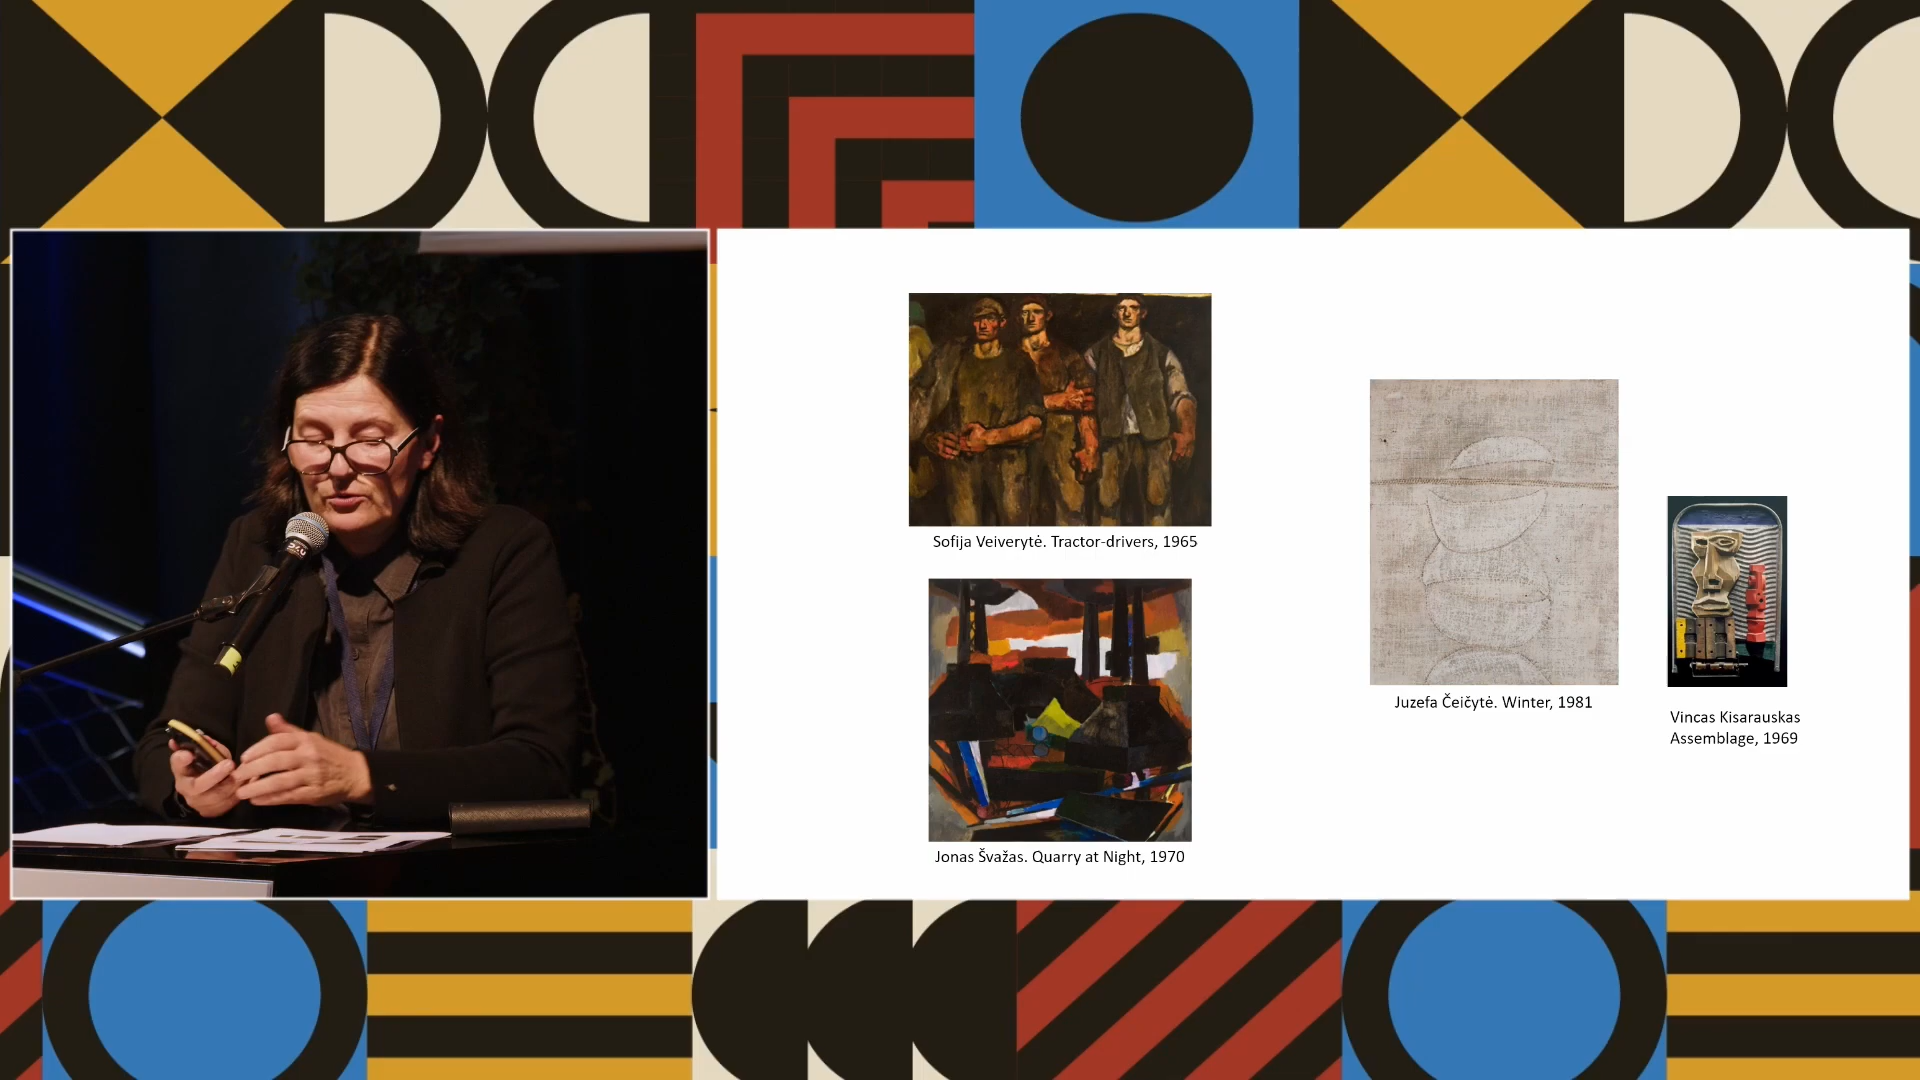 Sofija Veiverytė. Tractor-drivers, 1965
Jonas Švažas. Quarry at Night, 1970
Juzefa Čeičytė. Winter, 1981
Vincas Kisarauskas
Assemblage, 1969